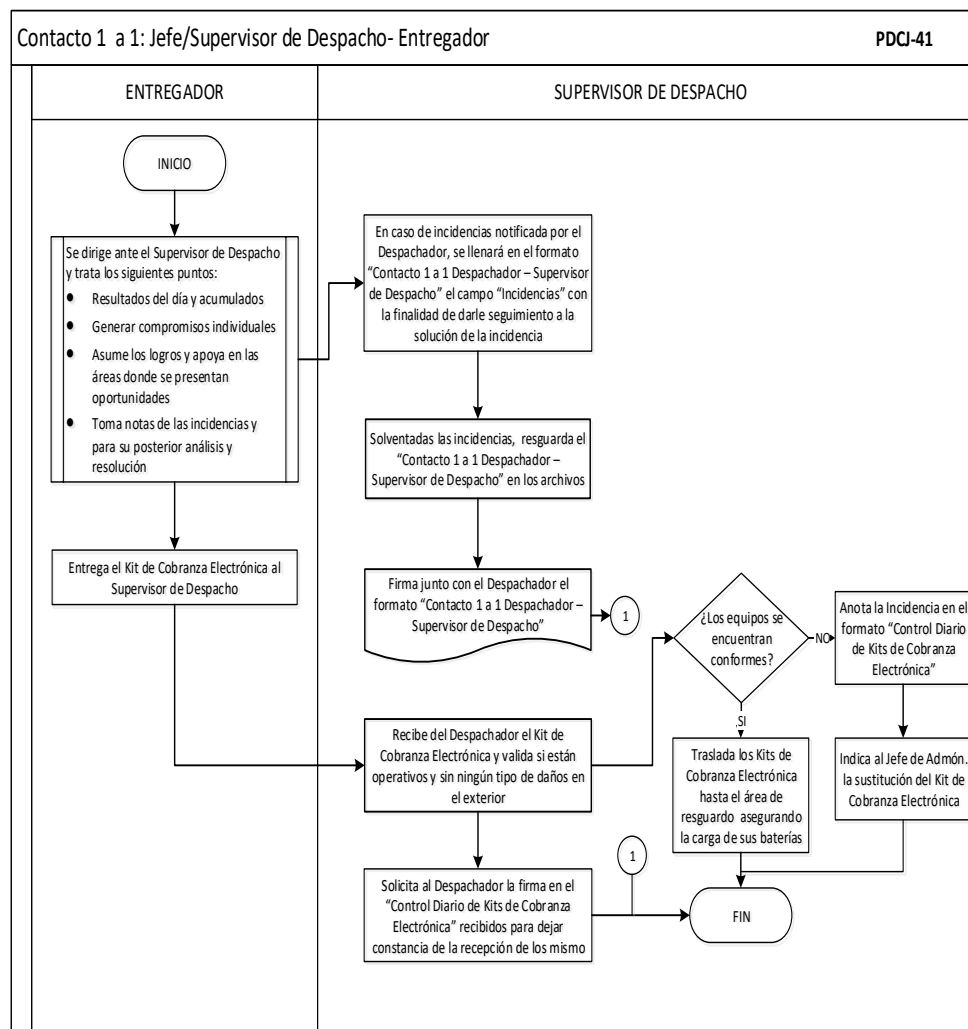 Contacto 1 a 1: Jefe/Supervisor de Despacho- Entregador
PDCJ-41
ENTREGADOR
SUPERVISOR DE DESPACHO
INICIO
Se dirige ante el Supervisor de Despacho
y trata los siguientes puntos:
● Resultados del día y acumulados
● Generar compromisos individuales
● Asume los logros y apoya en las
áreas donde se presentan
oportunidades
● Toma notas de las incidencias y
para su posterior análisis y
resolución
Entrega el Kit de Cobranza Electrónica al
Supervisor de Despacho
En caso de incidencias notificada por el
Despachador, se llenará en el formato
“Contacto 1 a 1 Despachador – Supervisor
de Despacho” el campo “Incidencias” con
la finalidad de darle seguimiento a la
solución de la incidencia
Solventadas las incidencias, resguarda el
“Contacto 1 a 1 Despachador –
Supervisor de Despacho” en los archivos
Firma junto con el Despachador el
formato “Contacto 1 a 1 Despachador –
Supervisor de Despacho”
1
Recibe del Despachador el Kit de
Cobranza Electrónica y valida si están
operativos y sin ningún tipo de daños en
el exterior
Solicita al Despachador la firma en el
“Control Diario de Kits de Cobranza
Electrónica” recibidos para dejar
constancia de la recepción de los mismo
1
¿Los equipos se
encuentran
conformes?
NO
SI
Anota la Incidencia en el
formato “Control Diario
de Kits de Cobranza
Electrónica”
Indica al Jefe de Admón.
la sustitución del Kit de
Cobranza Electrónica
Traslada los Kits de
Cobranza Electrónica
hasta el área de
resguardo asegurando
la carga de sus baterías
FIN